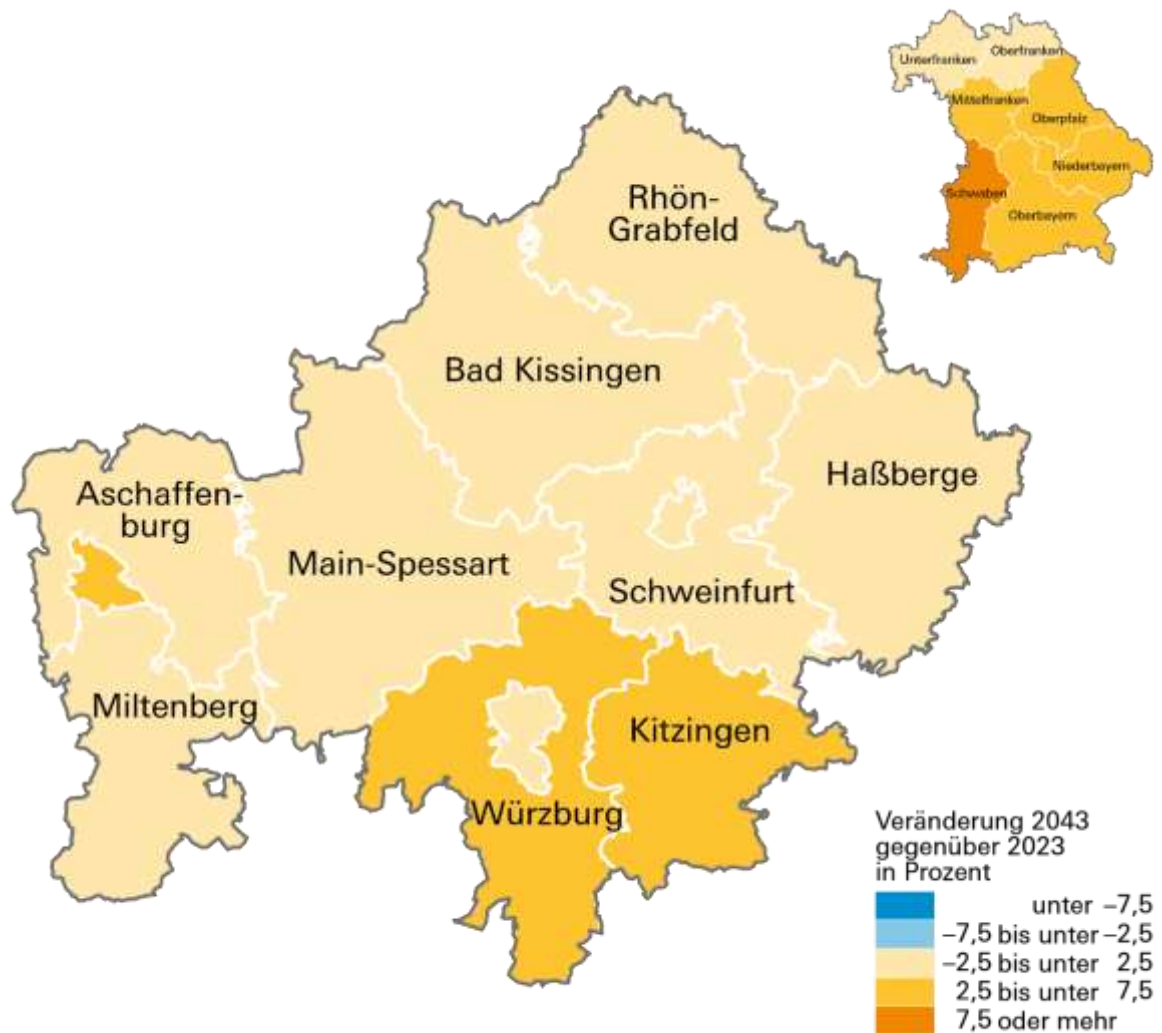 Unterfranken
Oberfranken
Mittelfranken
Oberpfalz
Niederbayern
Schwaben
Oberbayern
Rhön-
Grabfeld
Bad Kissingen
Haßberge
Aschaffen-
burg
Main-Spessart
Schweinfurt
Miltenberg
Kitzingen
Würzburg
Veränderung 2043
gegenüber 2023
in Prozent
unter –7,5
–7,5 bis unter –2,5
–2,5 bis unter 2,5
2,5 bis unter 7,5
7,5 oder mehr